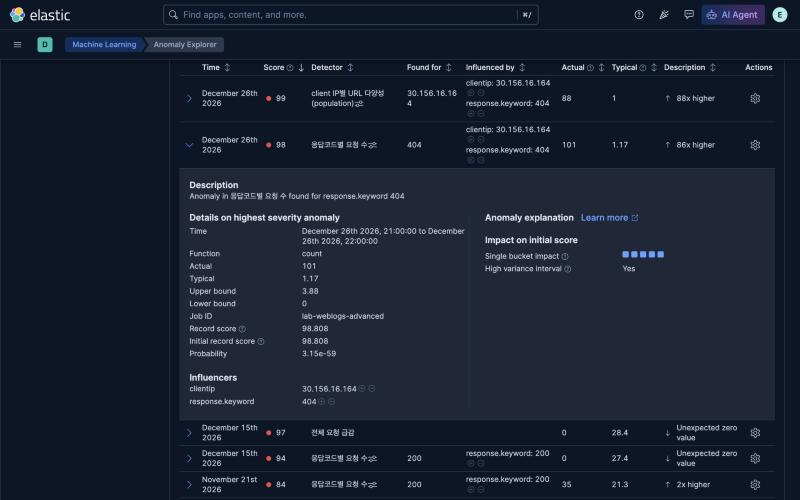 elastic
Find apps, content, and more.
⌘/
AI Agent
E
D
Machine Learning
Anomaly Explorer
Time
Score
Detector
Found for
Influenced by
Actual
Typical
Description
Actions
December 26th 2026
99
client IP별 URL 다양성 (population)
30.156.16.164
clientip: 30.156.16.164
response.keyword: 404
88
1
↑ 88x higher
December 26th 2026
98
응답코드별 요청 수
404
clientip: 30.156.16.164
response.keyword: 404
101
1.17
↑ 86x higher
Description
Anomaly in 응답코드별 요청 수 found for response.keyword 404
Details on highest severity anomaly
Time
December 26th 2026, 21:00:00 to December
26th 2026, 22:00:00
Function
count
Actual
101
Typical
1.17
Upper bound
3.88
Lower bound
0
Job ID
lab-weblogs-advanced
Record score
98.808
Initial record score
98.808
Probability
3.15e-59
Influencers
clientip
30.156.16.164
response.keyword
404
Anomaly explanation
Learn more
Impact on initial score
Single bucket impact
High variance interval
Yes
December 15th 2026
97
전체 요청 급감
0
28.4
↓ Unexpected zero value
December 15th 2026
94
응답코드별 요청 수
200
response.keyword: 200
0
27.4
↓ Unexpected zero value
November 21st 2026
84
응답코드별 요청 수
200
response.keyword: 200
35
21.3
↑ 2x higher